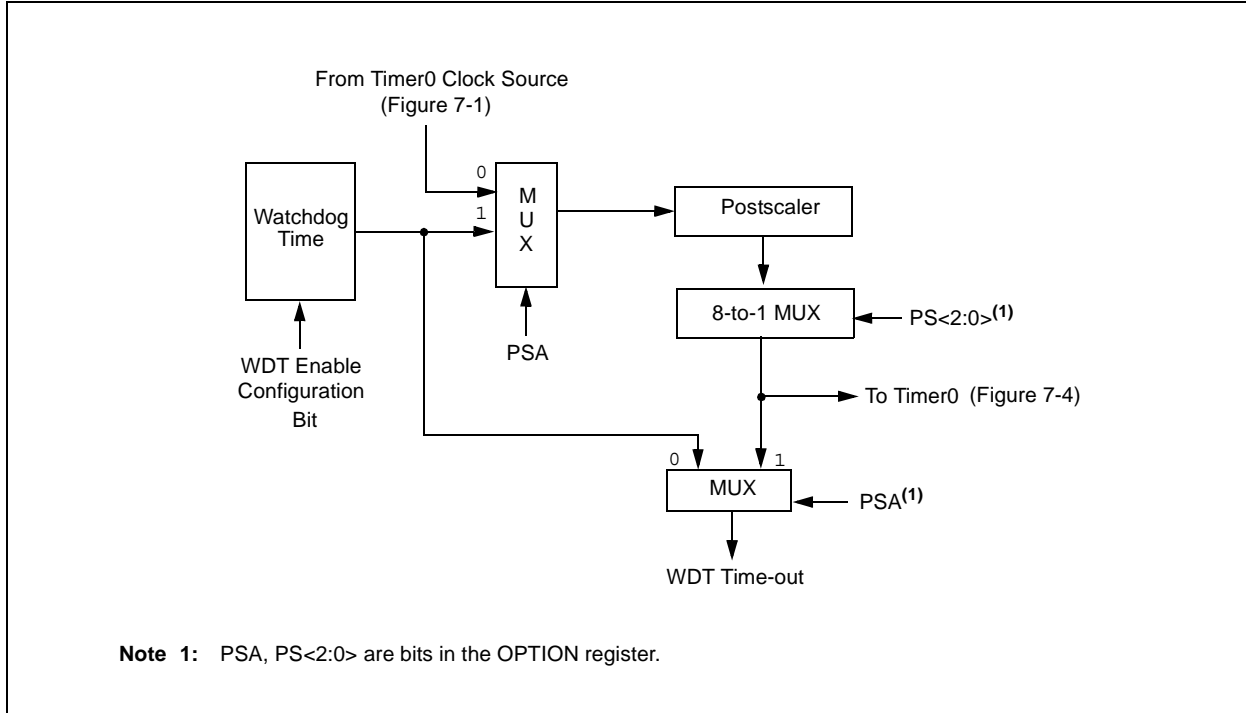 From Timer0 Clock Source
(Figure 7-1)
0
1
M
U
X
Postscaler
Watchdog
Time
8-to-1 MUX
PS<2:0>(1)
PSA
WDT Enable
Configuration
Bit
To Timer0 (Figure 7-4)
0
1
MUX
PSA(1)
WDT Time-out
Note 1: PSA, PS<2:0> are bits in the OPTION register.